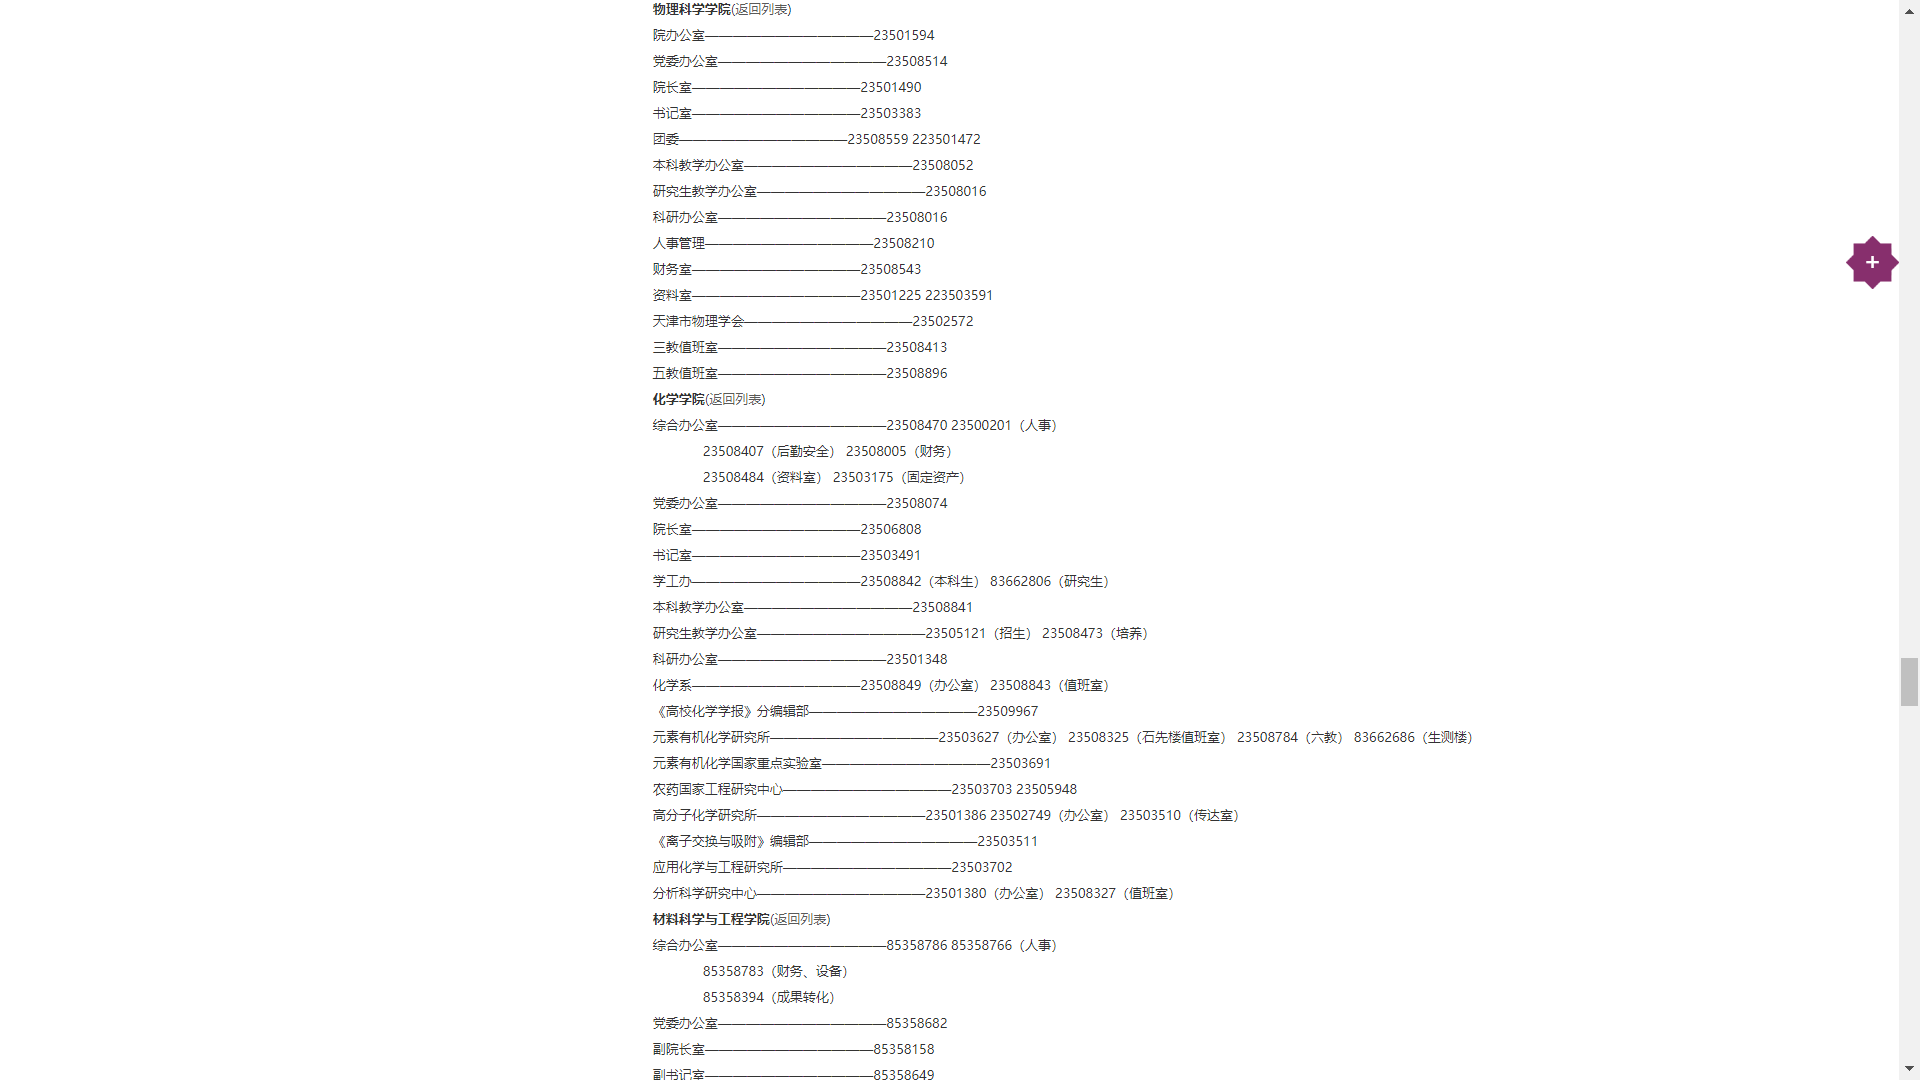 物理科学学院(返回列表)
院办公室————————————23501594
党委办公室————————————23508514
院长室————————————23501490
书记室————————————23503383
团委————————————23508559 223501472
本科教学办公室————————————23508052
研究生教学办公室————————————23508016
科研办公室————————————23508016
人事管理————————————23508210
财务室————————————23508543
资料室————————————23501225 223503591
天津市物理学会————————————23502572
三教值班室————————————23508413
五教值班室————————————23508896
化学学院(返回列表)
综合办公室————————————23508470 23500201（人事）
23508407（后勤安全） 23508005（财务）
23508484（资料室） 23503175（固定资产）
党委办公室————————————23508074
院长室————————————23506808
书记室————————————23503491
学工办————————————23508842（本科生） 83662806（研究生）
本科教学办公室————————————23508841
研究生教学办公室————————————23505121（招生） 23508473（培养）
科研办公室————————————23501348
化学系————————————23508849（办公室） 23508843（值班室）
《高校化学学报》分编辑部————————————23509967
元素有机化学研究所————————————23503627（办公室） 23508325（石先楼值班室） 23508784（六教） 83662686（生测楼）
元素有机化学国家重点实验室————————————23503691
农药国家工程研究中心————————————23503703 23505948
高分子化学研究所————————————23501386 23502749（办公室） 23503510（传达室）
《离子交换与吸附》编辑部————————————23503511
应用化学与工程研究所————————————23503702
分析科学研究中心————————————23501380（办公室） 23508327（值班室）
材料科学与工程学院(返回列表)
综合办公室————————————85358786 85358766（人事）
85358783（财务、设备）
85358394（成果转化）
党委办公室————————————85358682
副院长室————————————85358158
副书记室————————————85358649